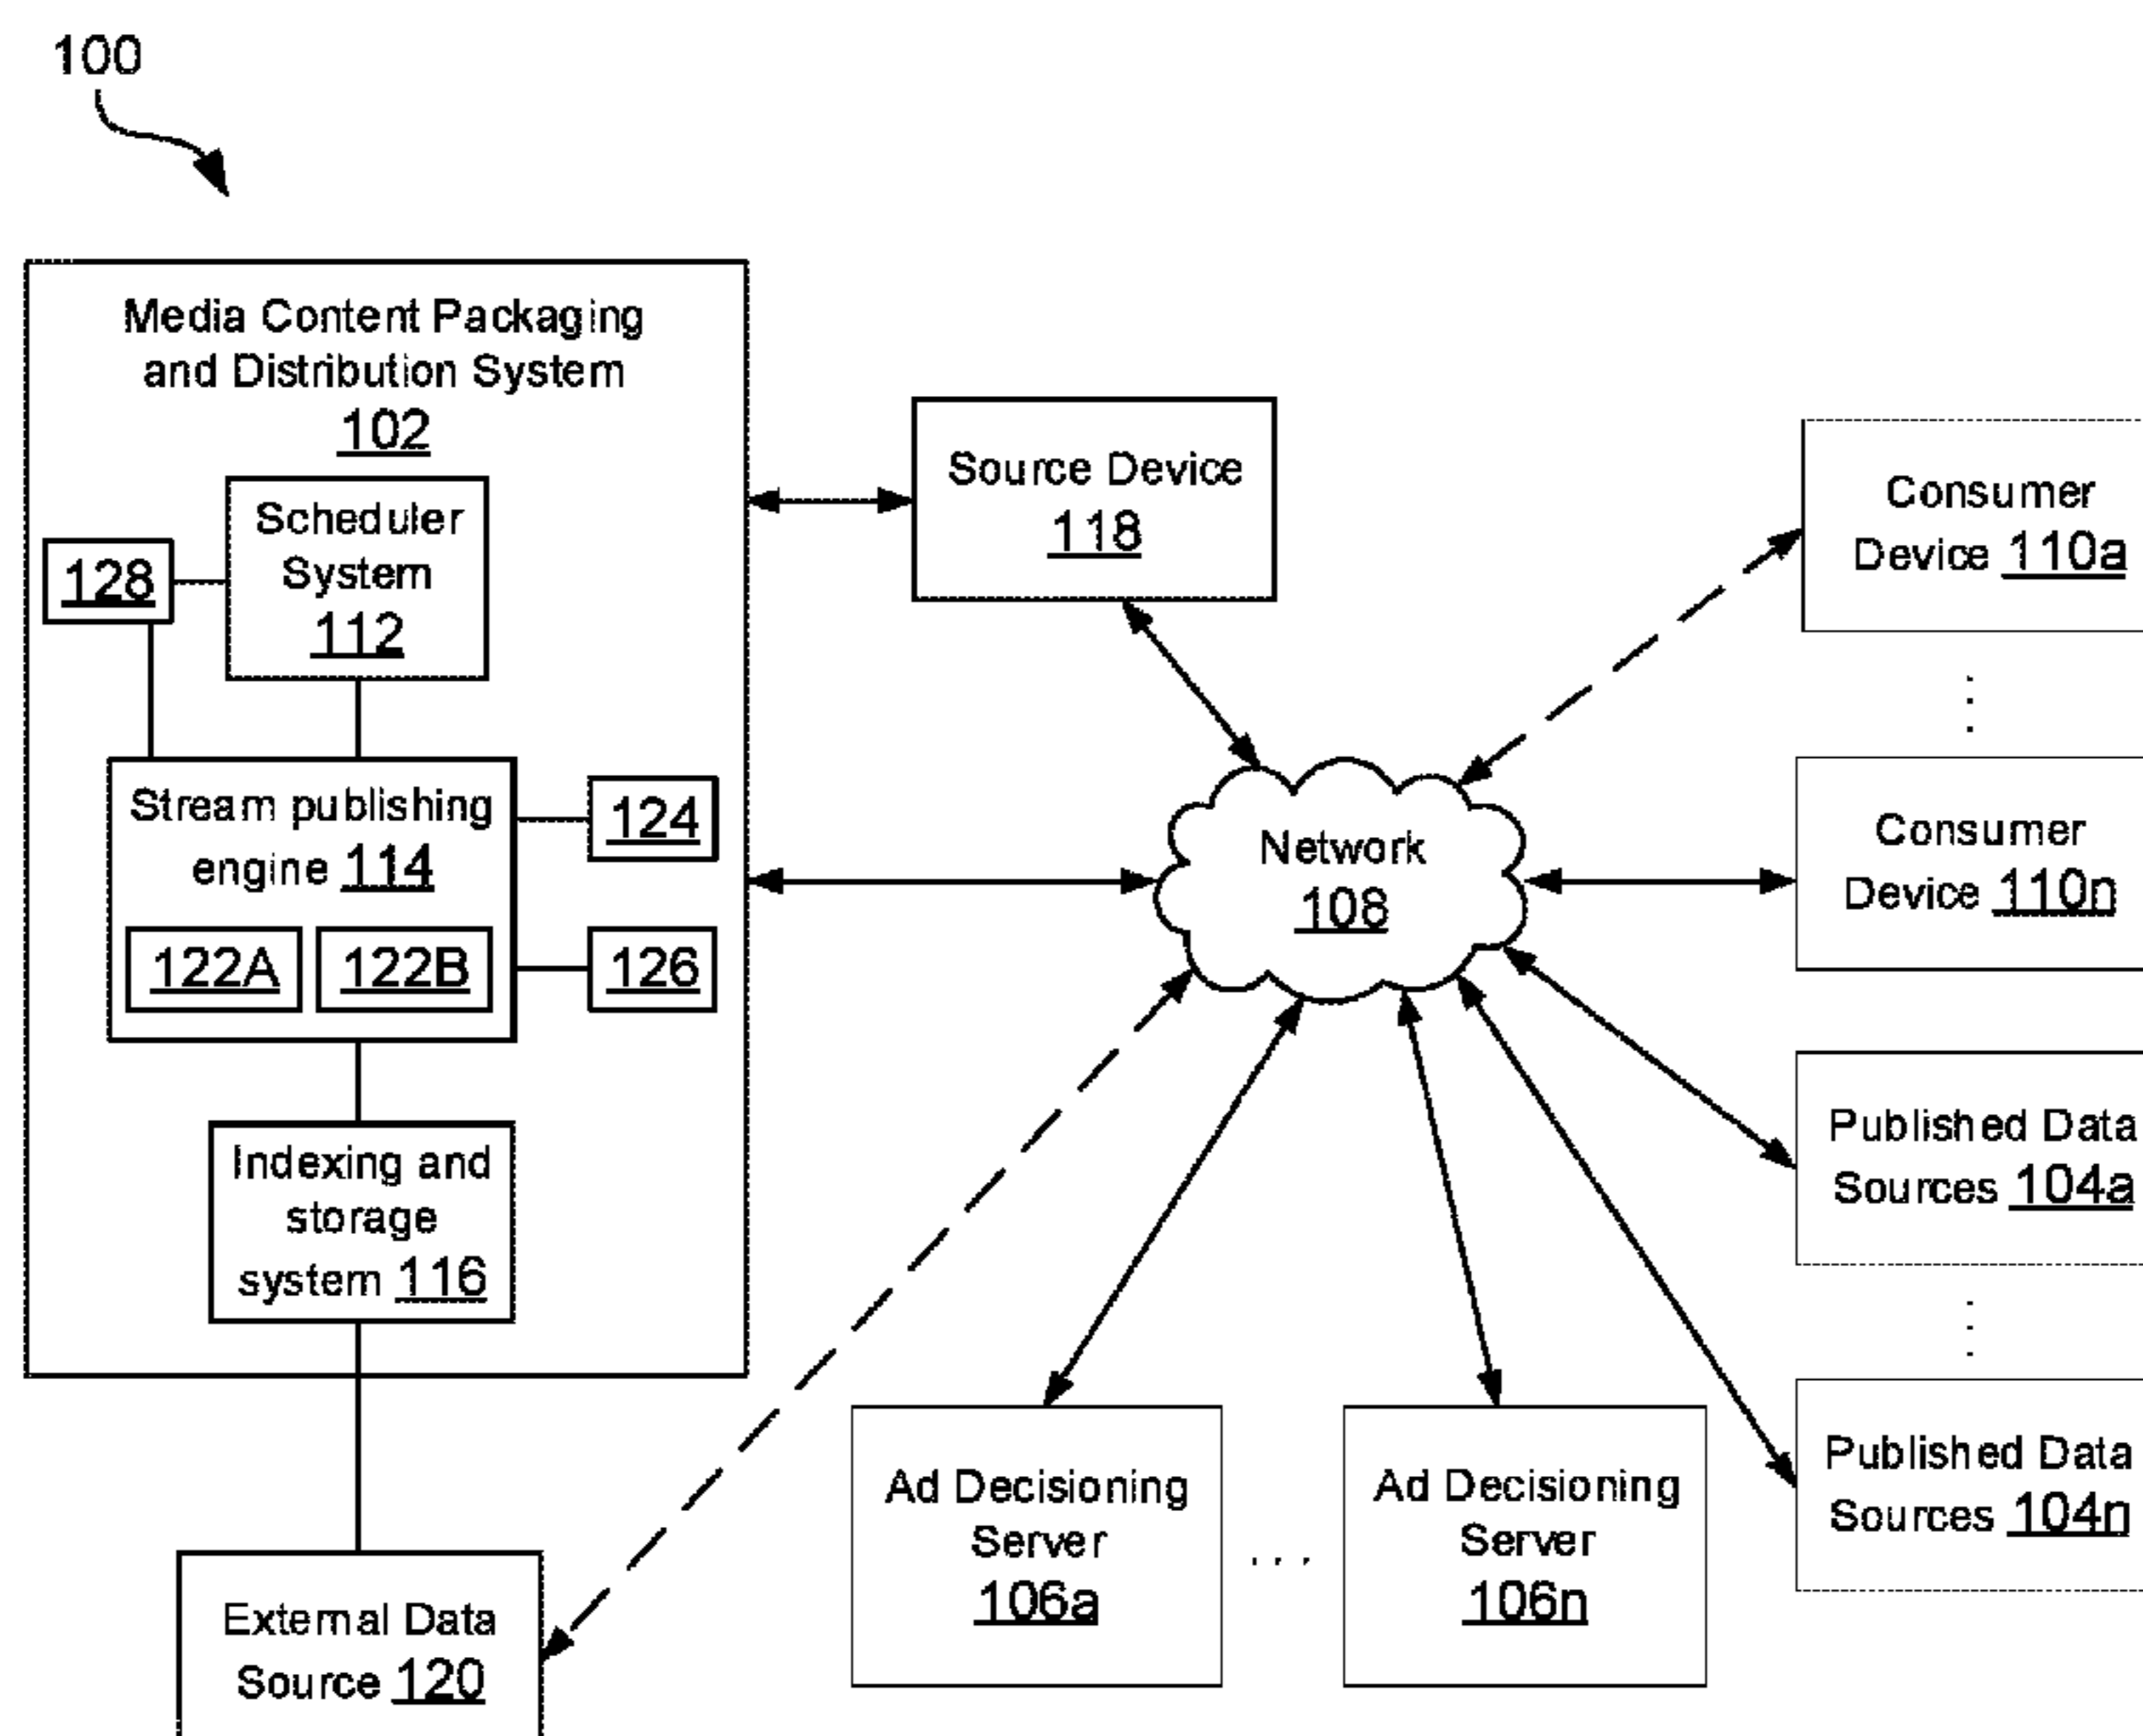 100
Media Content Packaging
and Distribution System
102
Scheduler
System
112
128
Stream publishing
engine 114
122A
122B
124
126
Indexing and
storage
system 116
External Data
Source 120
Source Device
118
Network
108
Consumer
Device 110a
⋮
Consumer
Device 110n
Published Data
Sources 104a
⋮
Published Data
Sources 104n
Ad Decisioning
Server
106a
...
Ad Decisioning
Server
106n